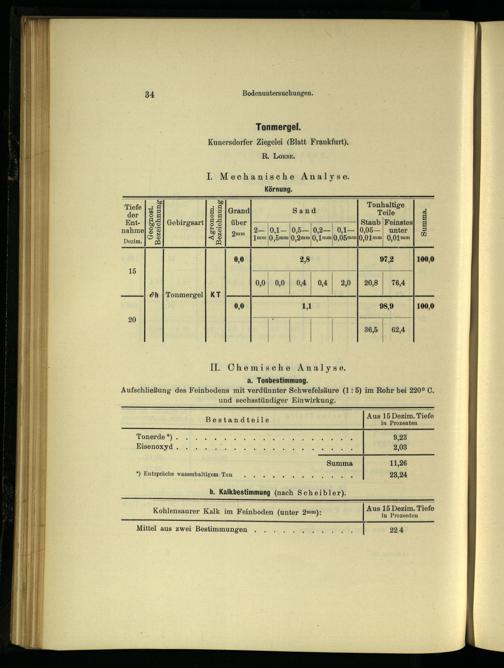 34
Bodenuntersuchungen.
Tonmergel.
Kunersdorfer Ziegelei (Blatt Frankfurt).
R. Loebe.
I. Mechanische Analyse.
Körnung.
Tiefe der Entnahme Dezim. Geognost. Bezeichnung Gebirgsart Agronom. Bezeichnung Grand über 2mm Sand Tonhaltige Teile Summa.
2—1mm 0,1—0,5mm 0,5—0,2mm 0,2—0,1mm 0,1—0,05mm Staub 0,05—0,01mm Feinstes unter 0,01mm
15 0,0 2,8 97,2 100,0
0,0 0,0 0,4 0,4 2,0 20,8 76,4
∂h Tonmergel KT
20 0,0 1,1 98,9 100,0
36,5 62,4
II. Chemische Analyse.
a. Tonbestimmung.
Aufschließung des Feinbodens mit verdünnter Schwefelsäure (1:5) im Rohr bei 220° C.
und sechsstündiger Einwirkung.
Bestandteile Aus 15 Dezim. Tiefe in Prozenten
Tonerde*) . . . . . . . . . . . . . . . . . . 9,23
Eisenoxyd . . . . . . . . . . . . . . . . . . 2,03
Summa 11,26
*) Entspräche wasserhaltigem Ton . . . . . . . . . . . 23,24
b. Kalkbestimmung (nach Scheibler).
Kohlensaurer Kalk im Feinboden (unter 2mm): Aus 15 Dezim. Tiefe in Prozenten
Mittel aus zwei Bestimmungen . . . . . . . . . . 22.4